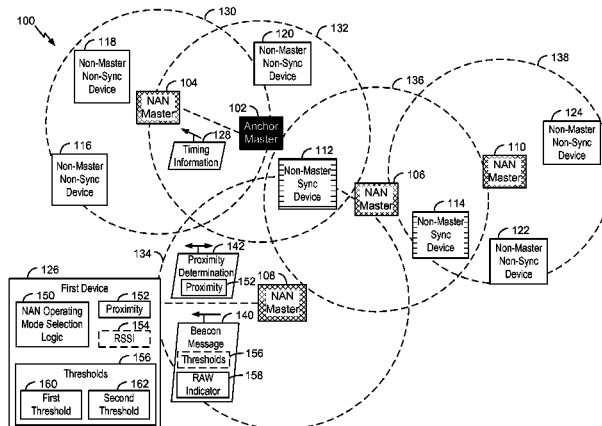 100
130
132
118
Non-Master
Non-Sync
Device
104
NAN
Master
120
Non-Master
Non-Sync
Device
136
138
102
Anchor
Master
128
Timing
Information
116
Non-Master
Non-Sync
Device
112
Non-Master
Sync
Device
106
NAN
Master
124
Non-Master
Non-Sync
Device
110
NAN
Master
114
Non-Master
Sync
Device
122
Non-Master
Non-Sync
Device
134
142
Proximity
Determination
Proximity
152
108
NAN
Master
140
Beacon
Message
Thresholds
156
RAW
Indicator
158
126
First Device
150
NAN Operating
Mode Selection
Logic
152
Proximity
154
RSSI
156
Thresholds
160
First
Threshold
162
Second
Threshold